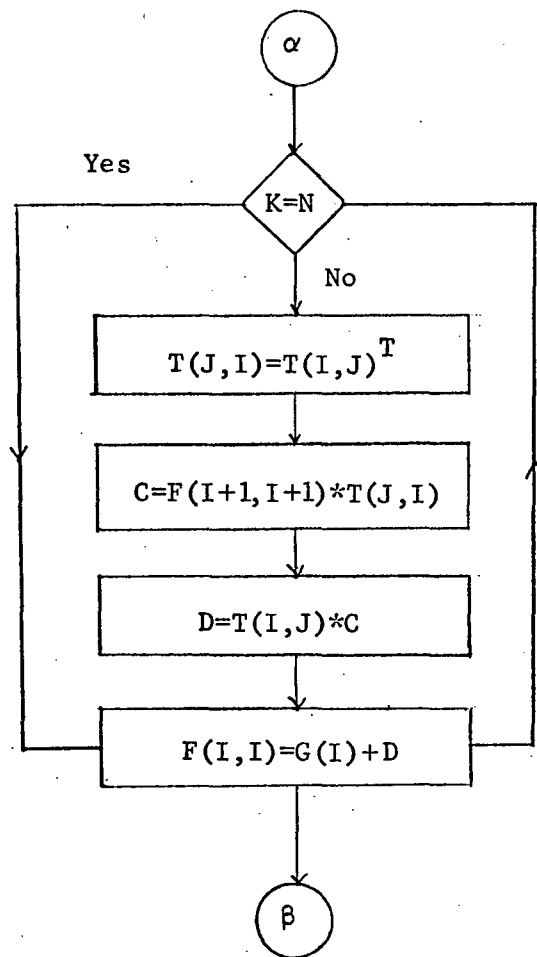 α
Yes
K=N
No
T(J,I)=T(I,J)^T
C=F(I+1,I+1)*T(J,I)
D=T(I,J)*C
F(I,I)=G(I)+D
β